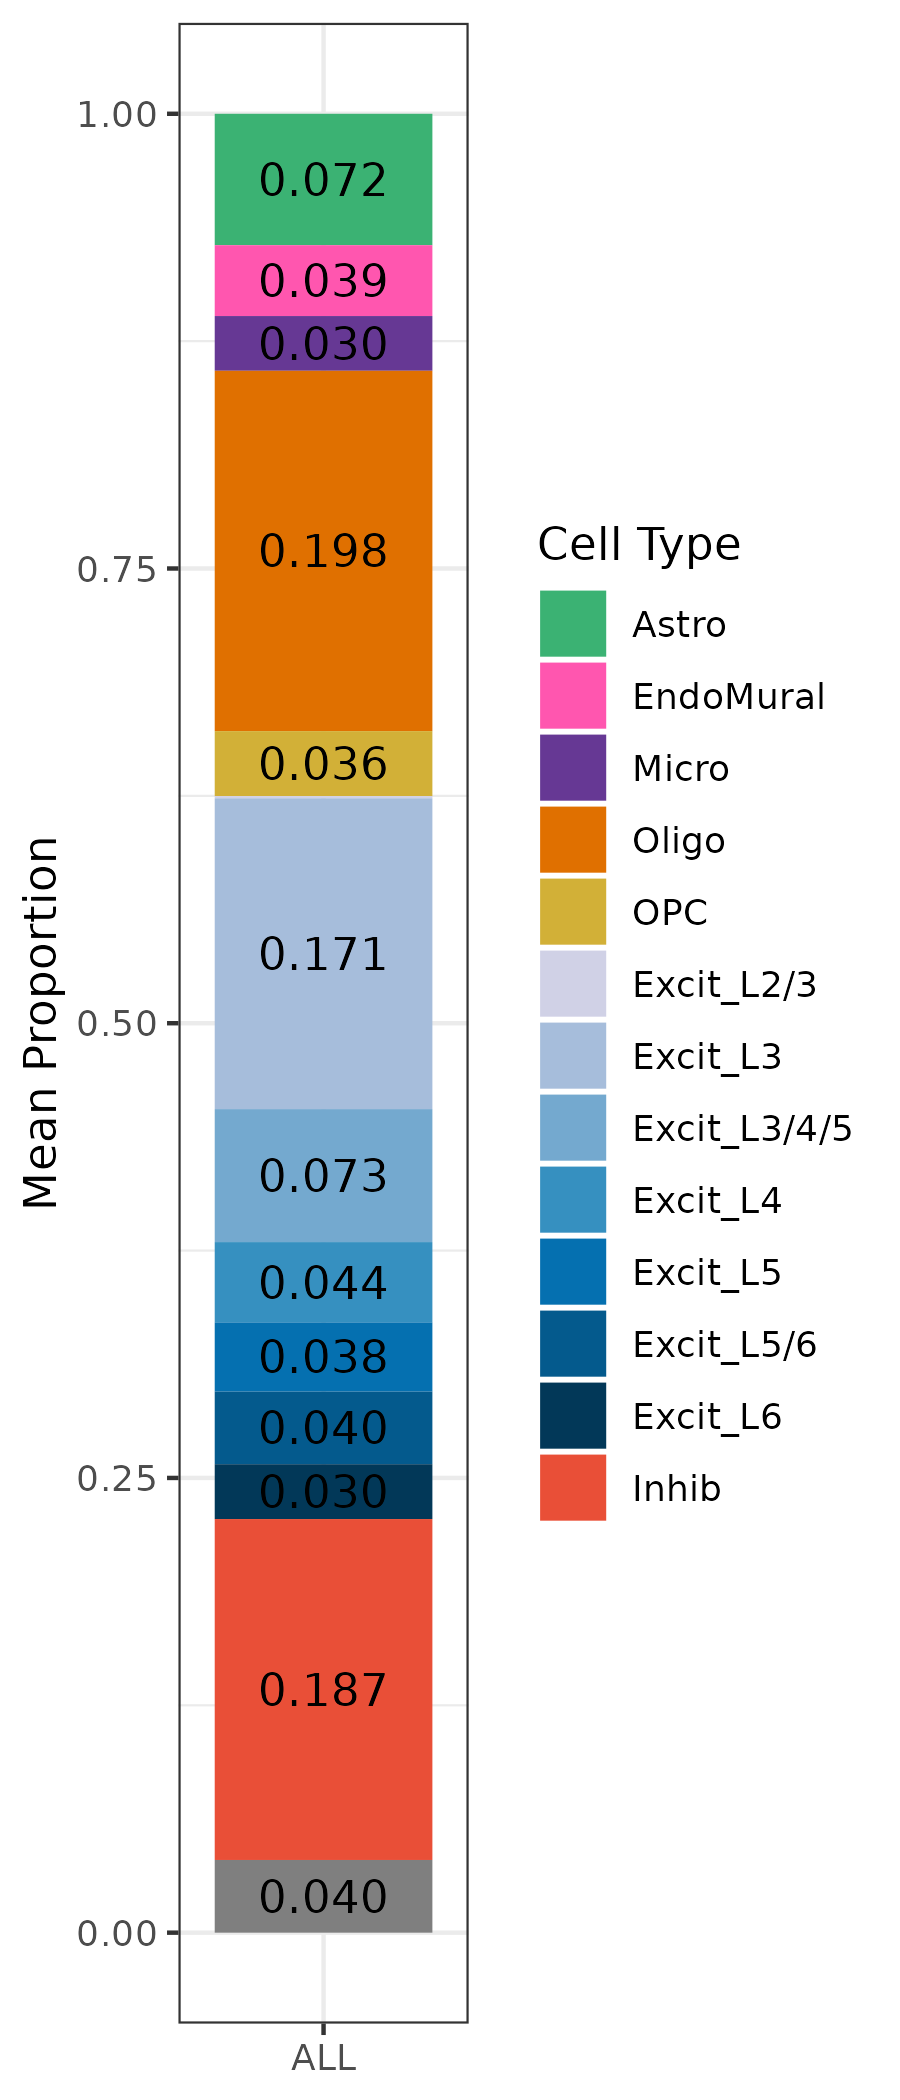 Mean Proportion
1.00
0.75
0.50
0.25
0.00
0.072
0.039
0.030
0.198
0.036
0.171
0.073
0.044
0.038
0.040
0.030
0.187
0.040
ALL
Cell Type
Astro
EndoMural
Micro
Oligo
OPC
Excit_L2/3
Excit_L3
Excit_L3/4/5
Excit_L4
Excit_L5
Excit_L5/6
Excit_L6
Inhib